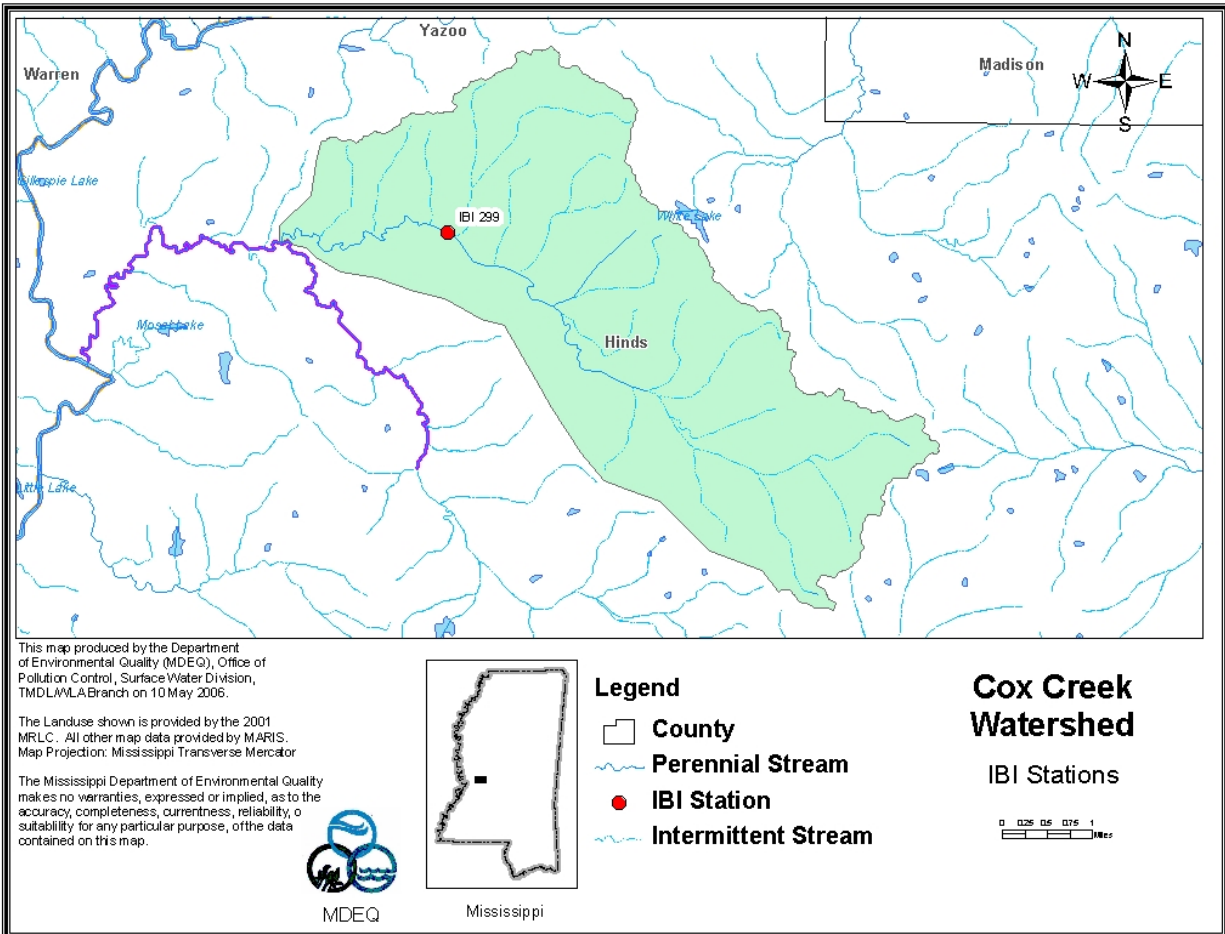 Yazoo
Warren
Madison
N
W
E
S
Gillespie Lake
IBI 299
White Lake
Mosal Lake
Hinds
Little Lake
This map produced by the Department
of Environmental Quality (MDEQ), Office of
Pollution Control, Surface Water Division,
TMDL/WLA Branch on 10 May 2006.
The Landuse shown is provided by the 2001
MRLC. All other map data provided by MARIS.
Map Projection: Mississippi Transverse Mercator
The Mississippi Department of Environmental Quality
makes no warranties, expressed or implied, as to the
accuracy, completeness, currentness, reliability, o
suitability for any particular purpose, of the data
contained on this map.
MDEQ
Mississippi
Legend
County
Perennial Stream
IBI Station
Intermittent Stream
Cox Creek
Watershed
IBI Stations
0 0.25 0.5 0.75 1
Miles